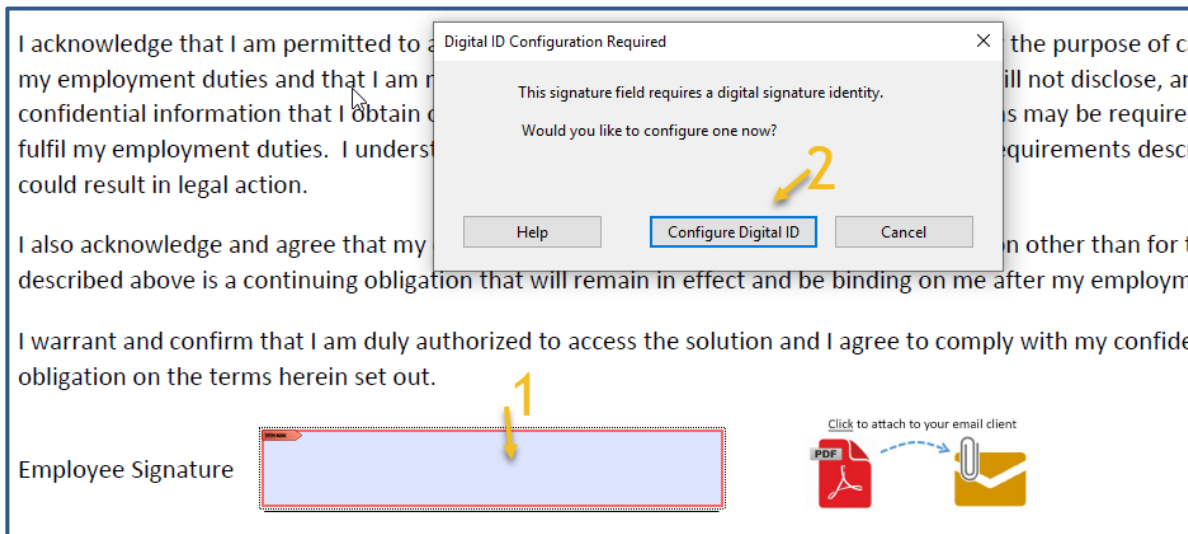 Digital ID Configuration Required
This signature field requires a digital signature identity.
Would you like to configure one now?
2
Help Configure Digital ID Cancel
I acknowledge that I am permitted to a the purpose of c
my employment duties and that I am ill not disclose, a
confidential information that I obtain may be require
fulfil my employment duties. I underst equirements desc
could result in legal action.
I also acknowledge and agree that my n other than for
described above is a continuing obligation that will remain in effect and be binding on me after my employm
I warrant and confirm that I am duly authorized to access the solution and I agree to comply with my confide
obligation on the terms herein set out.
1
Employee Signature
Click to attach to your email client
PDF